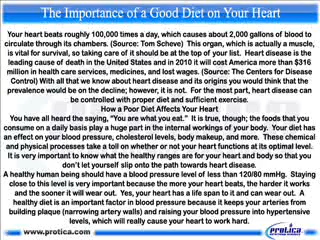 The Importance of a Good Diet on Your Heart
Your heart beats roughly 100,000 times a day, which causes about 2,000 gallons of blood to
circulate through its chambers. (Source: Tom Scheve)  This organ, which is actually a muscle,
is vital for survival, so taking care of it should be at the top of your list.  Heart disease is the
leading cause of death in the United States and in 2010 it will cost America more than $316
million in health care services, medicines, and lost wages. (Source: The Centers for Disease
Control) With all that we know about heart disease and its origins you would think that the
prevalence would be on the decline; however, it is not.  For the most part, heart disease can
be controlled with proper diet and sufficient exercise.
How a Poor Diet Affects Your Heart
You have all heard the saying, "You are what you eat."  It is true, though; the foods that you
consume on a daily basis play a huge part in the internal workings of your body.  Your diet has
an effect on your blood pressure, cholesterol levels, body makeup, and more.  These chemical
and physical processes take a toll on whether or not your heart functions at its optimal level.
It is very important to know what the healthy ranges are for your heart and body so that you
don't let yourself slip onto the path towards heart disease.
A healthy human being should have a blood pressure level of less than 120/80 mmHg.  Staying
close to this level is very important because the more your heart beats, the harder it works
and the sooner it will wear out.  Yes, your heart has a life span to it and can wear out.  A
healthy diet is an important factor in blood pressure because it keeps your arteries from
building plaque (narrowing artery walls) and raising your blood pressure into hypertensive
levels, which will really cause your heart to work hard.
www.protica.com
protica